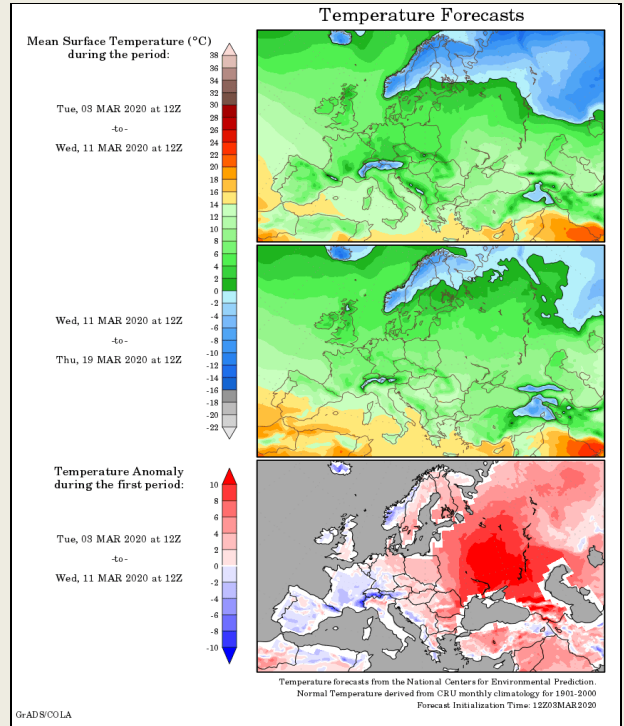 Temperature Forecasts
Mean Surface Temperature (°C)
during the period:
Tue, 03 MAR 2020 at 12Z
-to-
Wed, 11 MAR 2020 at 12Z
38
36
34
32
30
28
26
24
22
20
18
16
14
12
10
8
6
4
2
0
-2
-4
-6
-8
-10
-12
-14
-16
-18
-20
-22
Wed, 11 MAR 2020 at 12Z
-to-
Thu, 19 MAR 2020 at 12Z
Temperature Anomaly
during the first period:
Tue, 03 MAR 2020 at 12Z
-to-
Wed, 11 MAR 2020 at 12Z
10
8
6
4
2
0
-2
-4
-6
-8
-10
Temperature forecasts from the National Centers for Environmental Prediction.
Normal Temperature derived from CRU monthly climatology for 1901-2000
Forecast Initialization Time: 12Z03MAR2020
GrADS/COLA